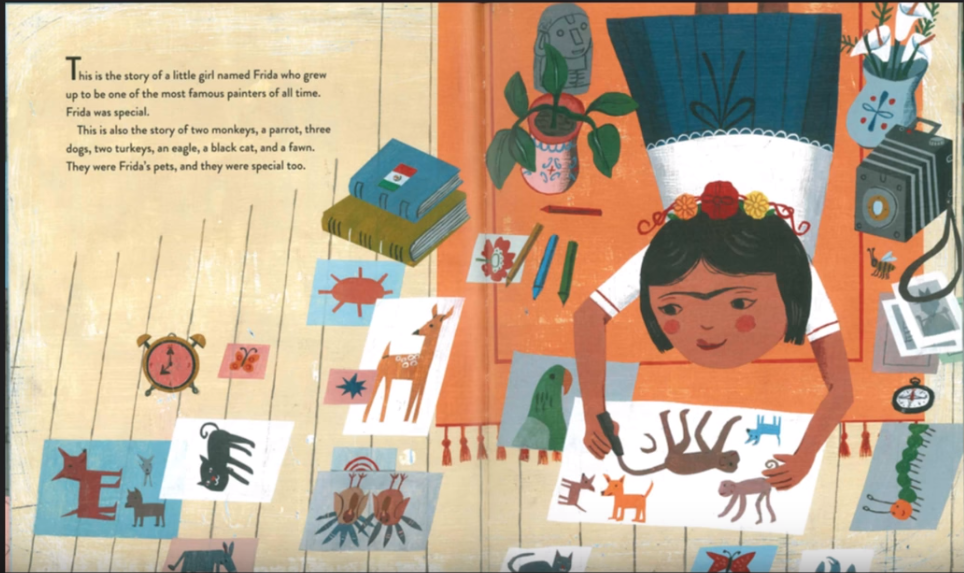 This is the story of a little girl named Frida who grew
up to be one of the most famous painters of all time.
Frida was special.
This is also the story of two monkeys, a parrot, three
dogs, two turkeys, an eagle, a black cat, and a fawn.
They were Frida's pets, and they were special too.